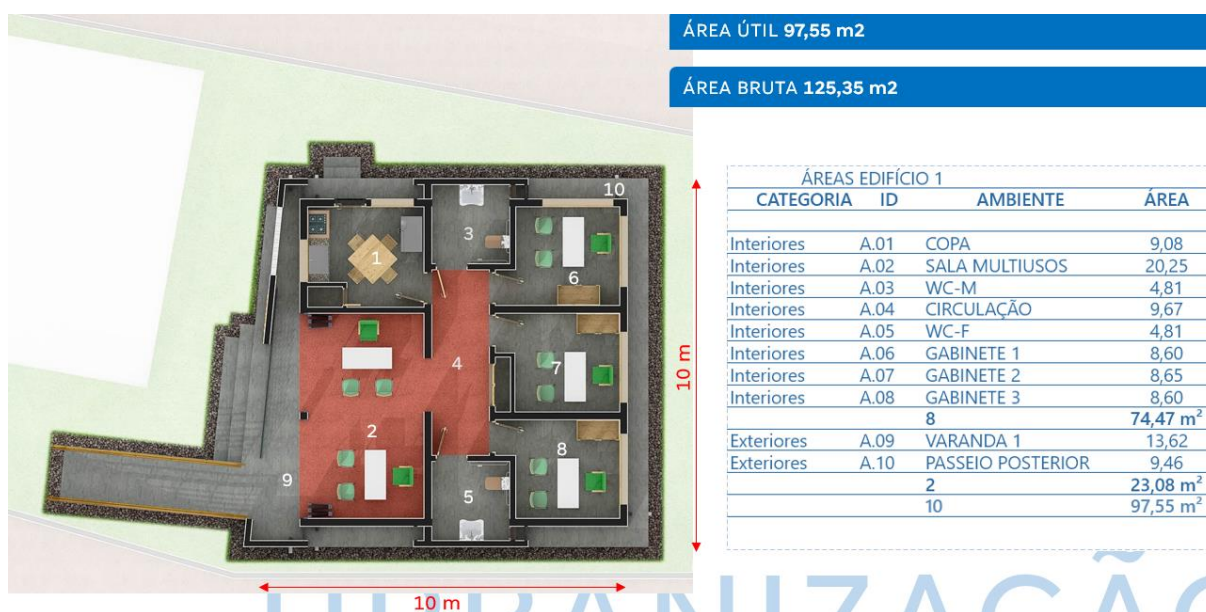 ÁREA ÚTIL 97,55 m2
ÁREA BRUTA 125,35 m2
ÁREAS EDIFÍCIO 1
CATEGORIA ID AMBIENTE ÁREA
Interiores A.01 COPA 9,08
Interiores A.02 SALA MULTIUSOS 20,25
Interiores A.03 WC-M 4,81
Interiores A.04 CIRCULAÇÃO 9,67
Interiores A.05 WC-F 4,81
Interiores A.06 GABINETE 1 8,60
Interiores A.07 GABINETE 2 8,65
Interiores A.08 GABINETE 3 8,60
8 74,47 m²
Exteriores A.09 VARANDA 1 13,62
Exteriores A.10 PASSEIO POSTERIOR 9,46
2 23,08 m²
10 97,55 m²
10
3
1
6
4
7
2
8
9
5
10 m
10 m
URBANIZAÇÃO